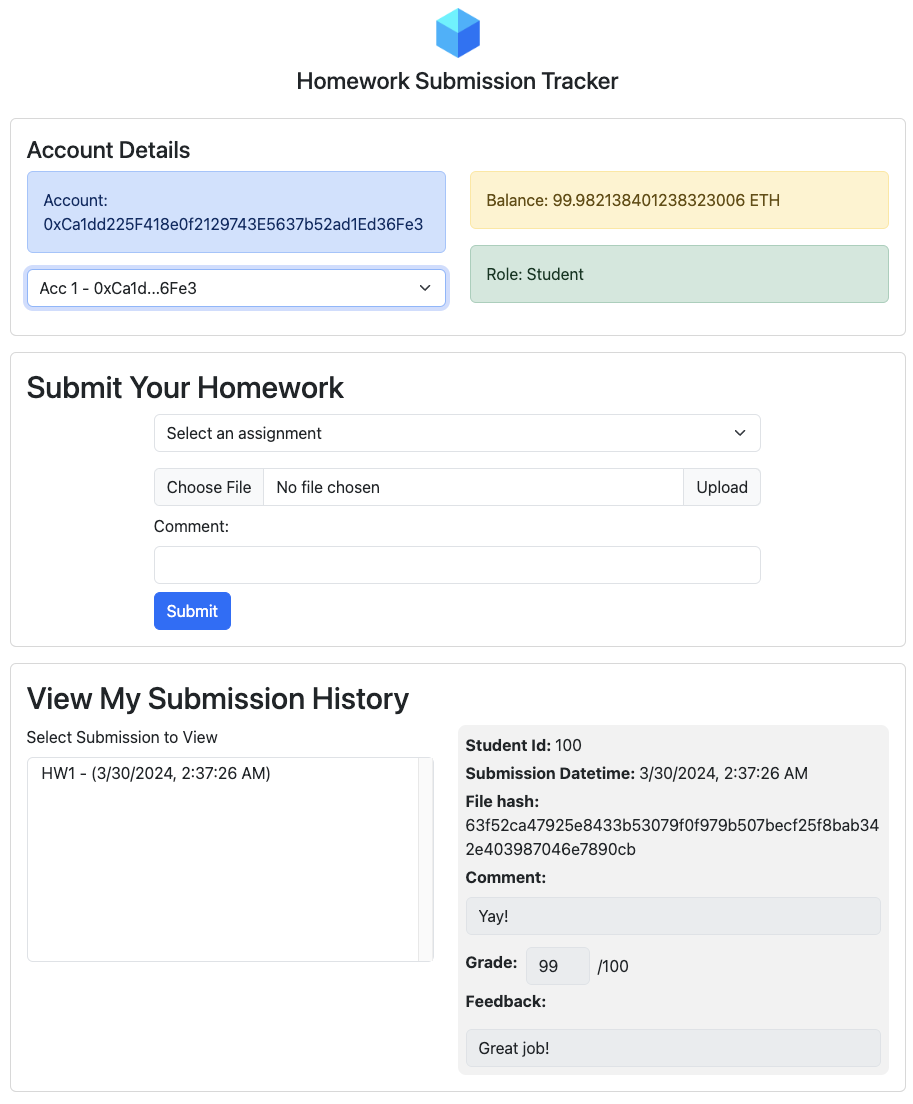 Homework Submission Tracker
Account Details
Account:
0xCa1dd225F418e0f2129743E5637b52ad1Ed36Fe3
Balance: 99.982138401238323006 ETH
Acc 1 - 0xCa1d...6Fe3
Role: Student
Submit Your Homework
Select an assignment
Choose File No file chosen Upload
Comment:
Submit
View My Submission History
Select Submission to View
HW1 - (3/30/2024, 2:37:26 AM)
Student Id: 100
Submission Datetime: 3/30/2024, 2:37:26 AM
File hash:
63f52ca47925e8433b53079f0f979b507becf25f8bab34
2e403987046e7890cb
Comment:
Yay!
Grade: 99 /100
Feedback:
Great job!